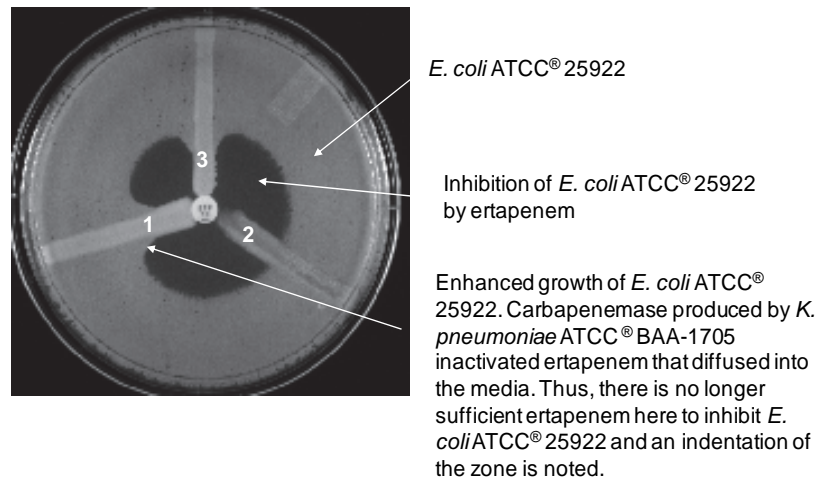 E. coli ATCC® 25922
3
Inhibition of E. coli ATCC® 25922
by ertapenem
1
2
Enhanced growth of E. coli ATCC®
25922. Carbapenemase produced by K.
pneumoniae ATCC® BAA-1705
inactivated ertapenem that diffused into
the media. Thus, there is no longer
sufficient ertapenem here to inhibit E.
coli ATCC® 25922 and an indentation of
the zone is noted.